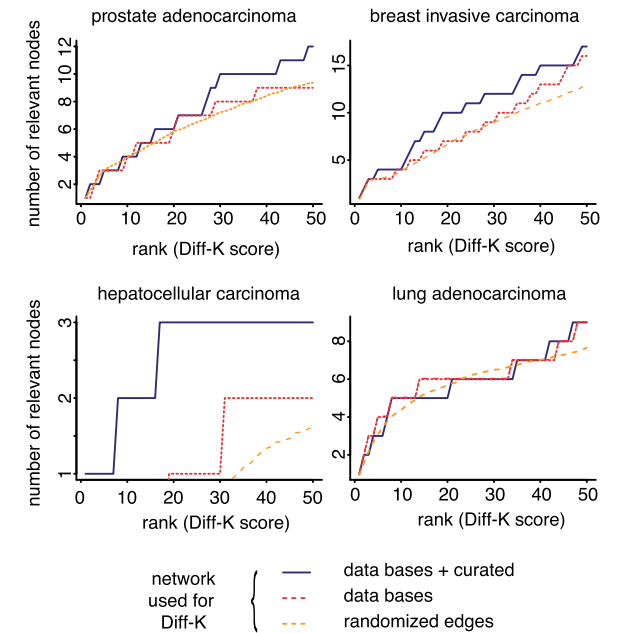 prostate adenocarcinoma
breast invasive carcinoma
number of relevant nodes
2 4 6 8 10 12
0 10 20 30 40 50
rank (Diff-K score)
5 10 15
0 10 20 30 40 50
rank (Diff-K score)
hepatocellular carcinoma
lung adenocarcinoma
number of relevant nodes
1 2 3
0 10 20 30 40 50
rank (Diff-K score)
2 4 6 8
0 10 20 30 40 50
rank (Diff-K score)
network
used for
Diff-K
data bases + curated
data bases
randomized edges